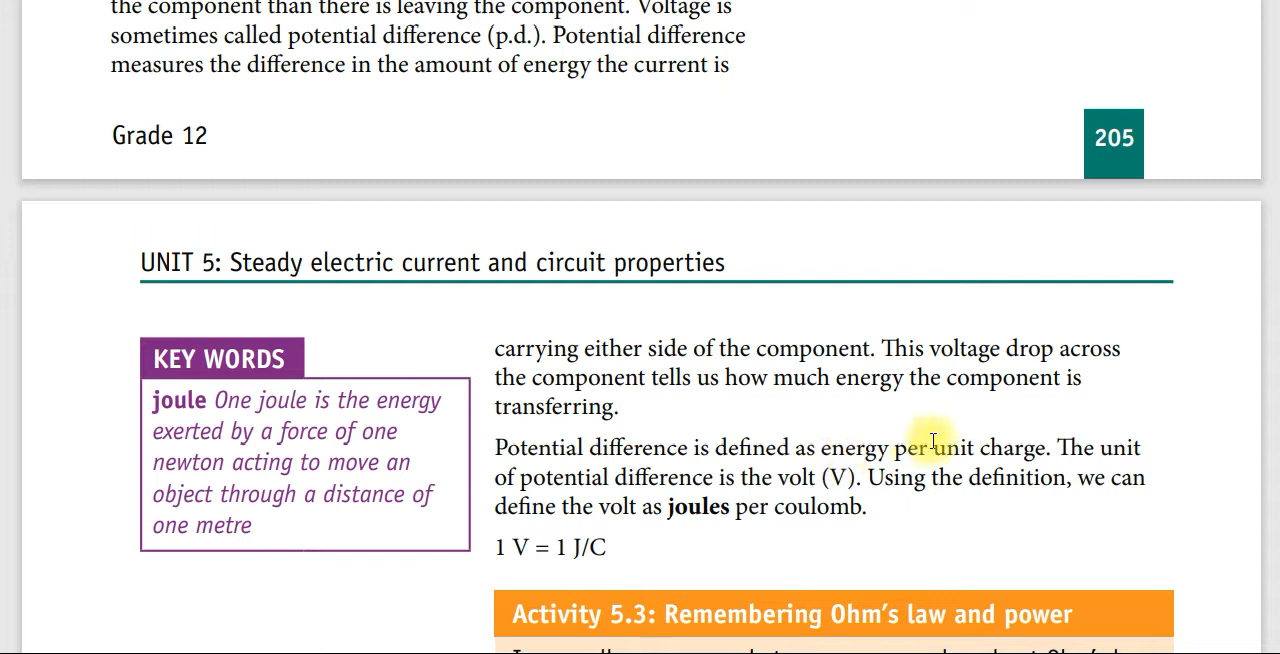 the component than there is leaving the component. Voltage is
sometimes called potential difference (p.d.). Potential difference
measures the difference in the amount of energy the current is
Grade 12
205
UNIT 5: Steady electric current and circuit properties
KEY WORDS
joule One joule is the energy
exerted by a force of one
newton acting to move an
object through a distance of
one metre
carrying either side of the component. This voltage drop across
the component tells us how much energy the component is
transferring.
Potential difference is defined as energy per unit charge. The unit
of potential difference is the volt (V). Using the definition, we can
define the volt as joules per coulomb.
1 V = 1 J/C
Activity 5.3: Remembering Ohm's law and power